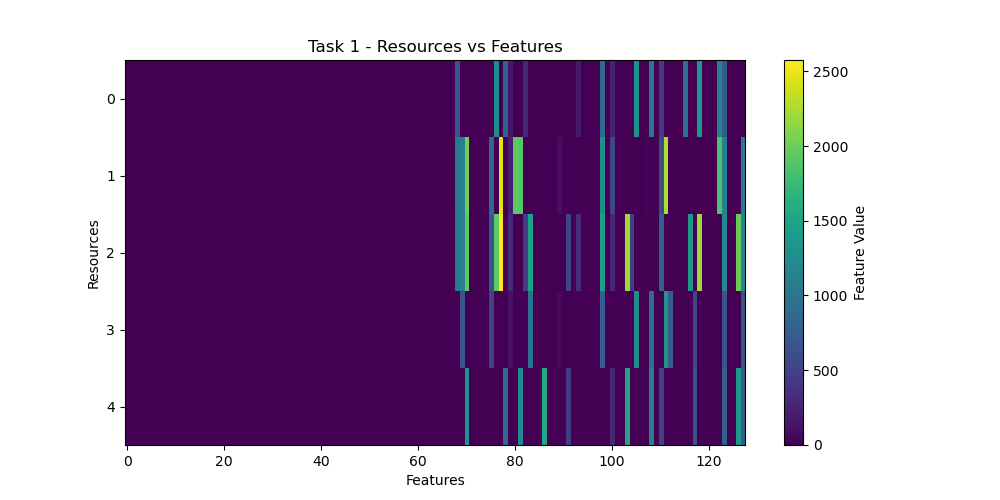 Task 1 - Resources vs Features
Resources
0
1
2
3
4
0 20 40 60 80 100 120
Features
2500
2000
1500
1000
500
0
Feature Value